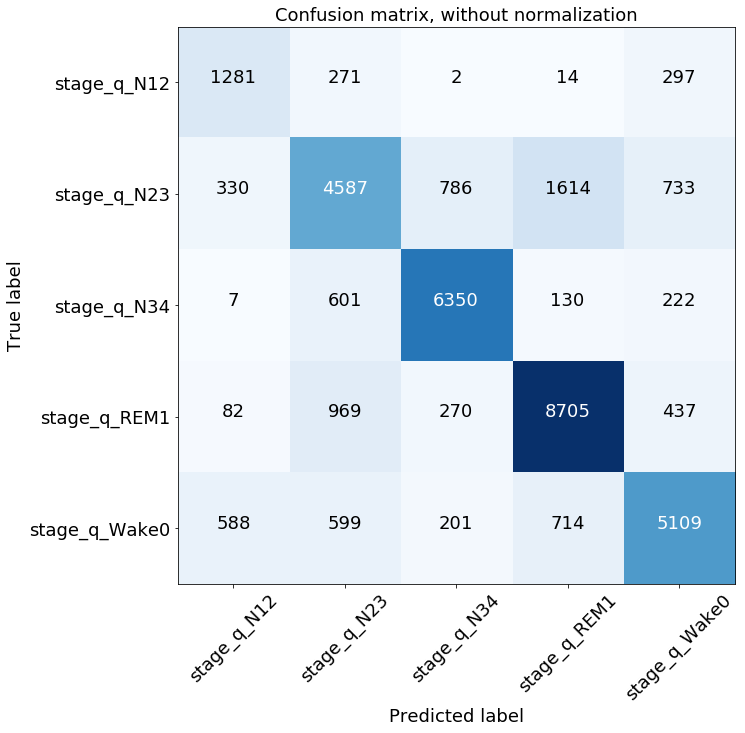 Confusion matrix, without normalization
True label
stage_q_N12 1281 271 2 14 297
stage_q_N23 330 4587 786 1614 733
stage_q_N34 7 601 6350 130 222
stage_q_REM1 82 969 270 8705 437
stage_q_Wake0 588 599 201 714 5109
stage_q_N12 stage_q_N23 stage_q_N34 stage_q_REM1 stage_q_Wake0
Predicted label